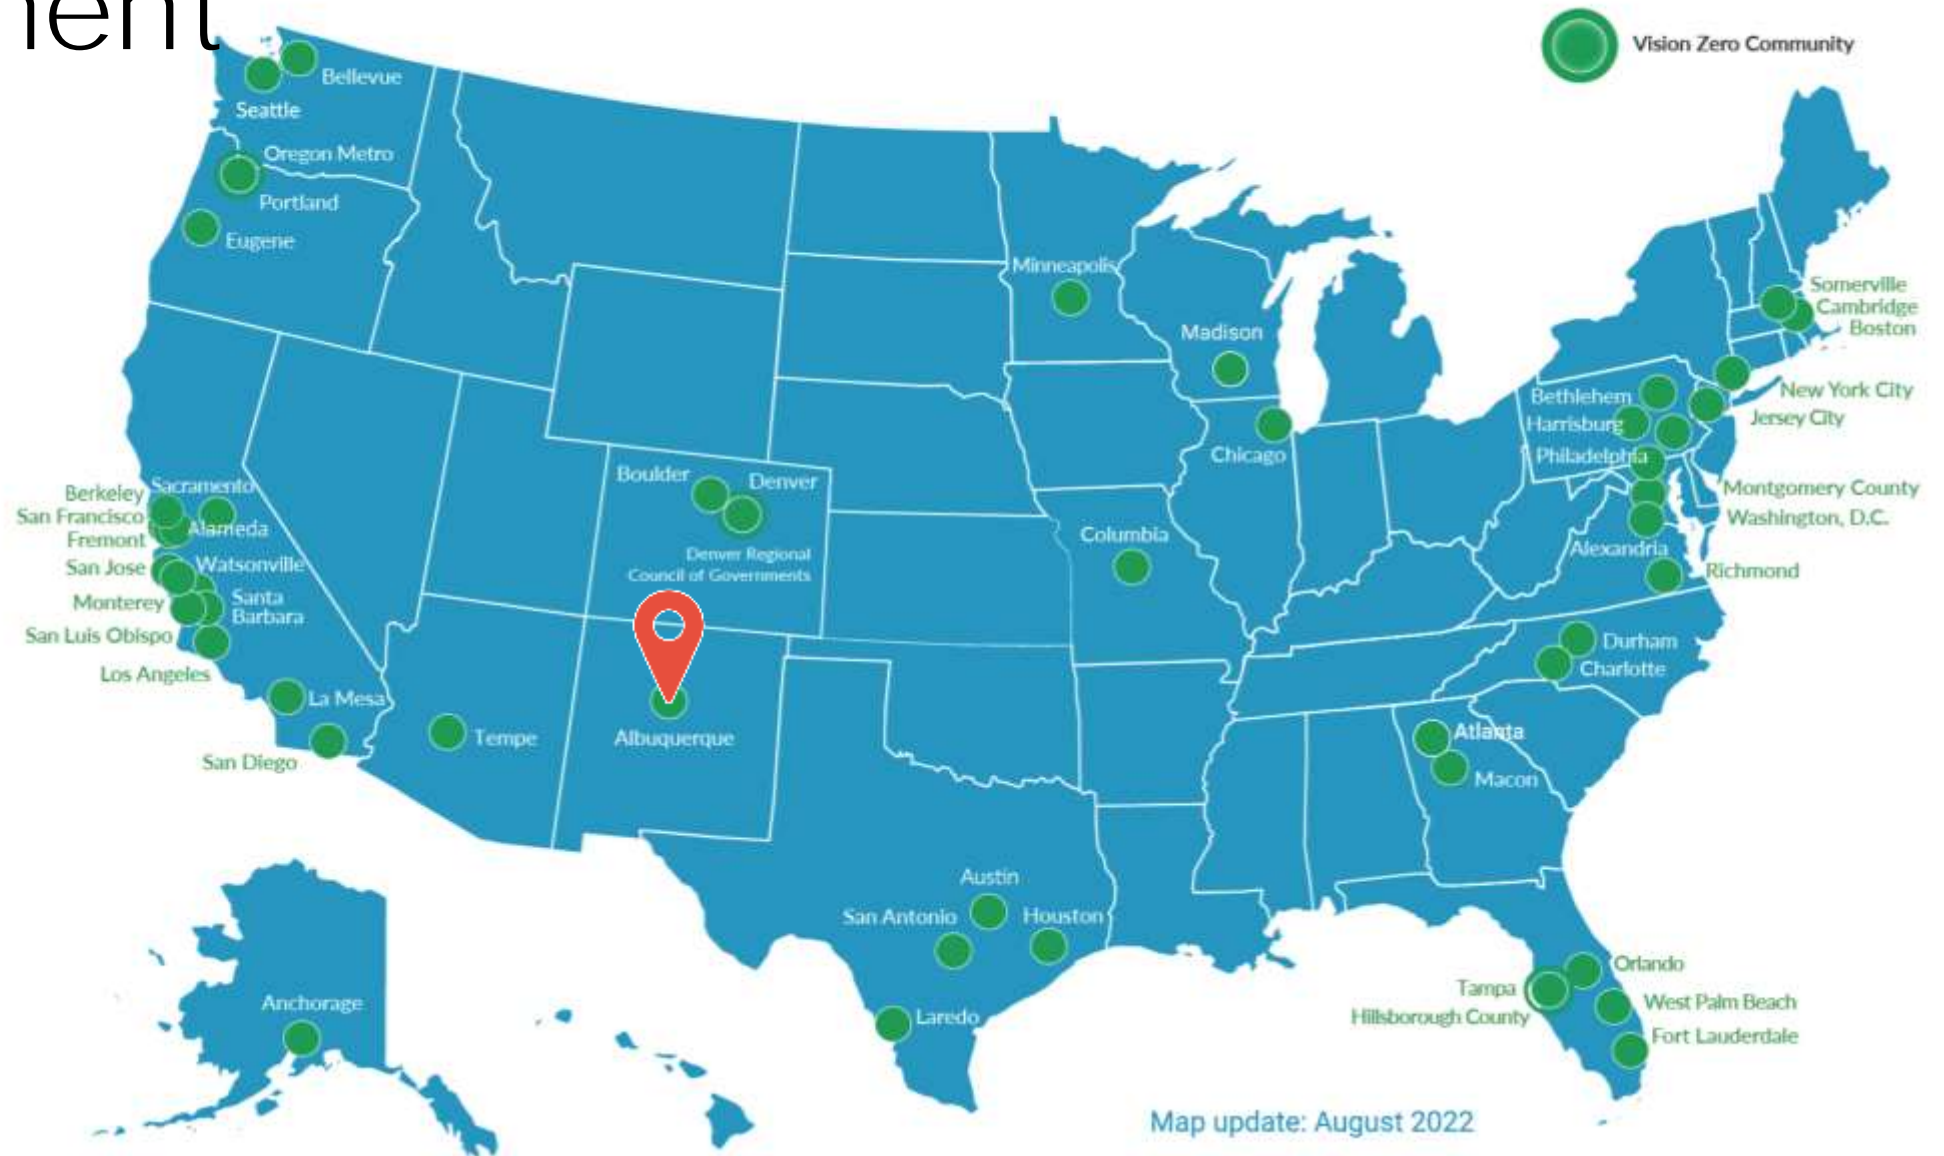 nent
Vision Zero Community
Bellevue
Seattle
Oregon Metro
Portland
Eugene
Minneapolis
Madison
Chicago
Somerville
Cambridge
Boston
New York City
Jersey City
Bethlehem
Harrisburg
Philadelphia
Montgomery County
Washington, D.C.
Alexandria
Richmond
Boulder
Denver
Denver Regional
Council of Governments
Columbia
Berkeley
Sacramento
San Francisco
Alameda
Fremont
San Jose
Watsonville
Monterey
Santa
Barbara
San Luis Obispo
Los Angeles
La Mesa
San Diego
Tempe
Albuquerque
Durham
Charlotte
Atlanta
Macon
Austin
San Antonio
Houston
Laredo
Orlando
Tampa
West Palm Beach
Hillsborough County
Fort Lauderdale
Anchorage
Map update: August 2022